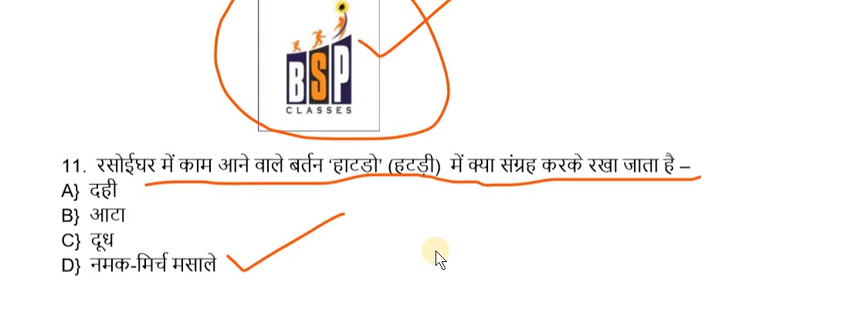 BSP
CLASSES
11. रसोईघर में काम आने वाले बर्तन ‘हाटडो’ (हटड़ी) में क्या संग्रह करके रखा जाता है –
A} दही
B} आटा
C} दूध
D} नमक-मिर्च मसाले